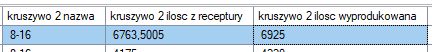 kruszywo 2 nazwa kruszywo 2 ilosc z receptury kruszywo 2 ilosc wyprodukowana
8-16 6763,5005 6925